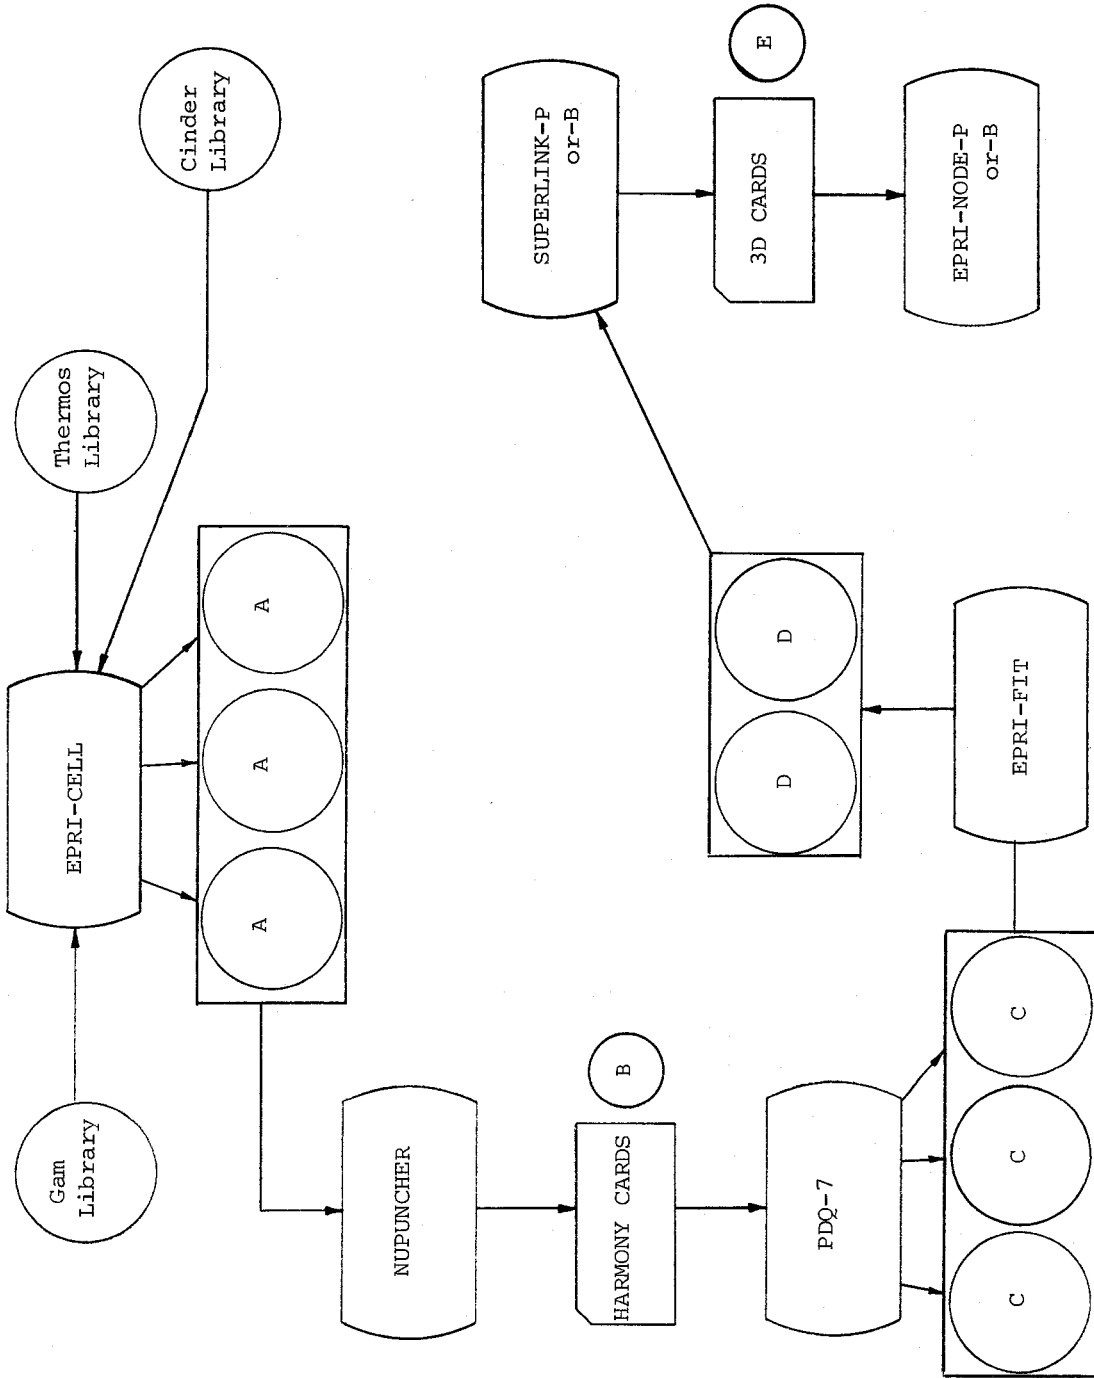 Gam
Library
EPRI-CELL
Thermos
Library
Cinder
Library
A
A
A
NUPUNCHER
HARMONY CARDS
B
PDQ-7
C
C
C
EPRI-FIT
D
D
SUPERLINK-P
or-B
3D CARDS
E
EPRI-NODE-P
or-B